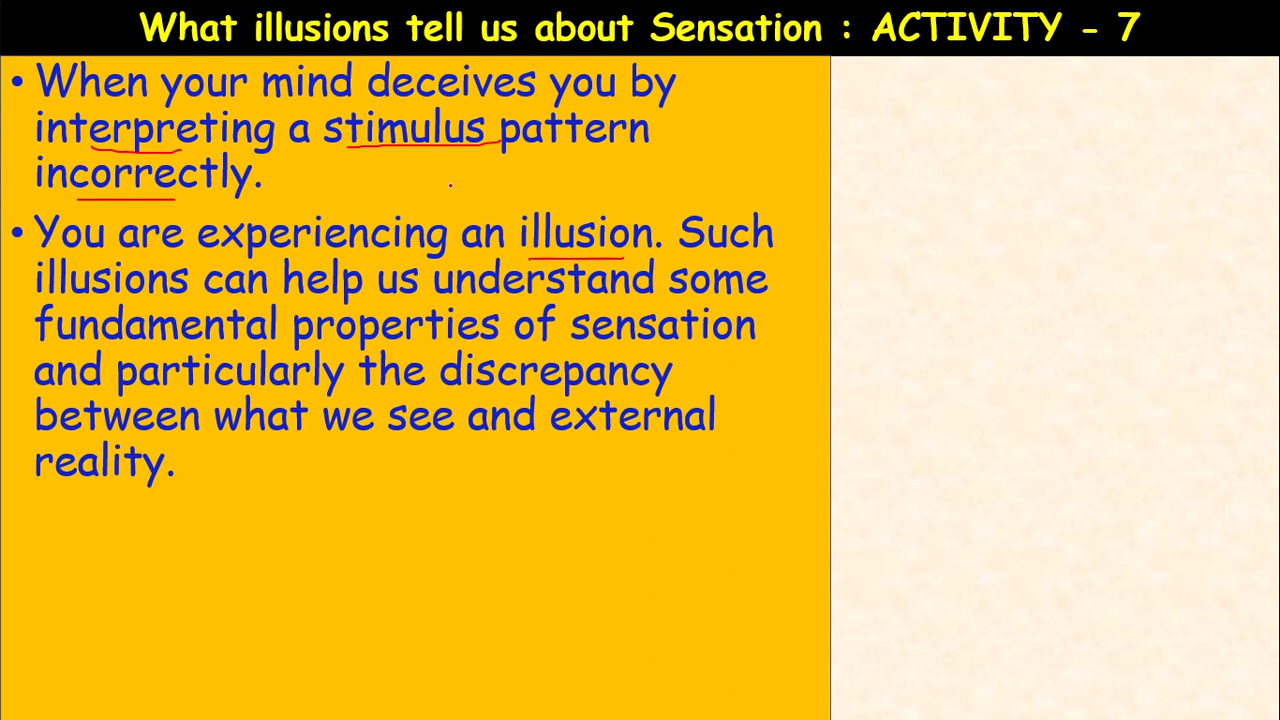 What illusions tell us about Sensation : ACTIVITY - 7
• When your mind deceives you by
interpreting a stimulus pattern
incorrectly.
• You are experiencing an illusion. Such
illusions can help us understand some
fundamental properties of sensation
and particularly the discrepancy
between what we see and external
reality.